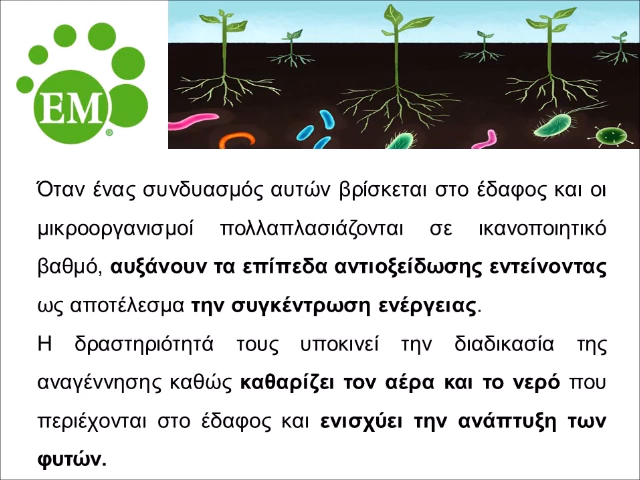 EM®
Όταν ένας συνδυασμός αυτών βρίσκεται στο έδαφος και οι
μικροοργανισμοί πολλαπλασιάζονται σε ικανοποιητικό
βαθμό, αυξάνουν τα επίπεδα αντιοξείδωσης εντείνοντας
ως αποτέλεσμα την συγκέντρωση ενέργειας.
Η δραστηριότητά τους υποκινεί την διαδικασία της
αναγέννησης καθώς καθαρίζει τον αέρα και το νερό που
περιέχονται στο έδαφος και ενισχύει την ανάπτυξη των
φυτών.